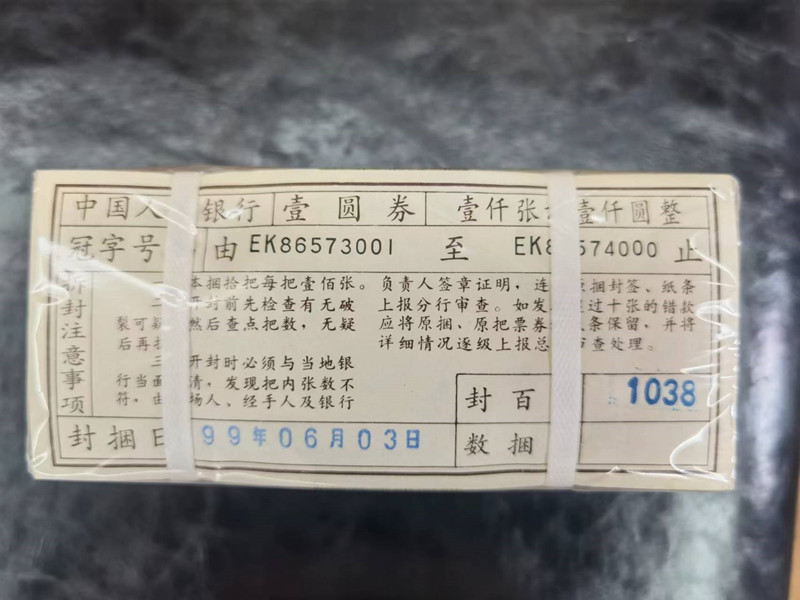 中国人 银行 壹圆券 壹仟张 壹仟圆整
冠字号 由 EK86573001 至 EK8 574000 止
拆封注意事项
本捆拾把每把壹佰张。
开封前先检查有无破
裂可 然后查点把数，无疑
后再
三 开封时必须与当地银
行当面 清，发现把内张数不
符，由 场人、经手人及银行
负责人签章证明，连 原捆封签、纸条
上报分行审查。如发 过十张的错款
应将原捆、原把票券 条保留，并将
详细情况逐级上报总 审查处理。
封百 1038
封捆日 99年06月03日
数捆